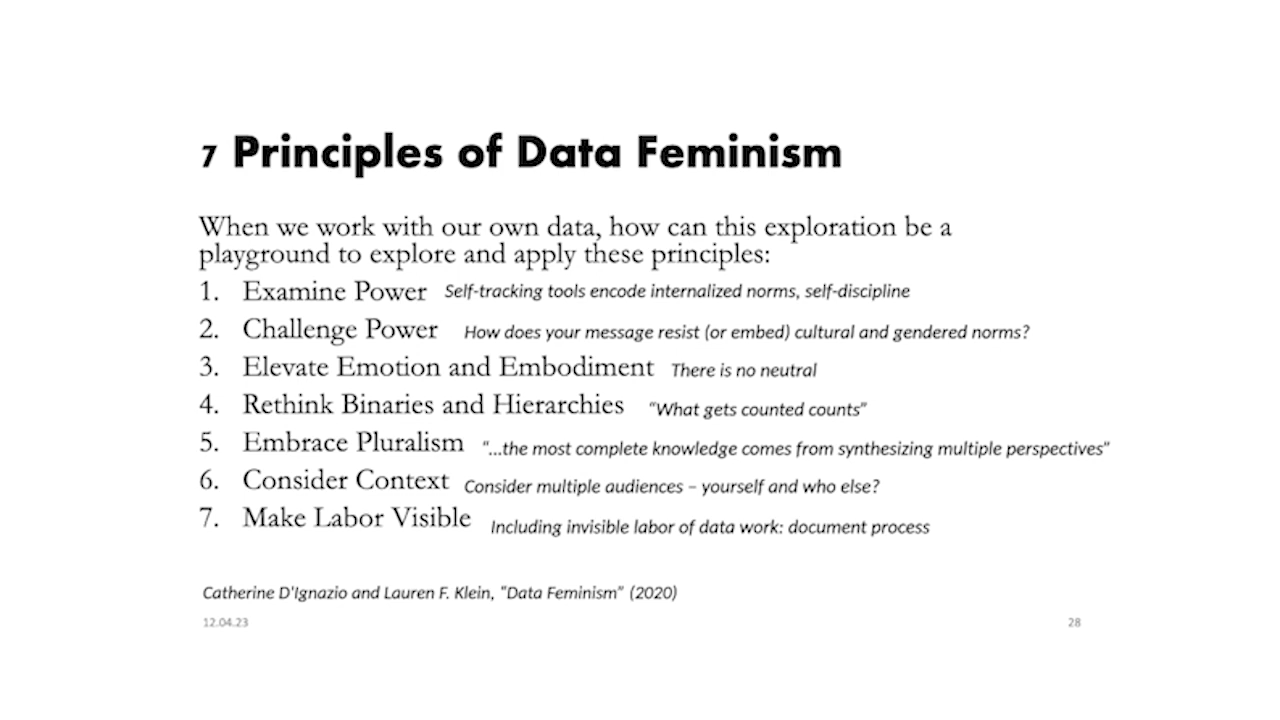 7 Principles of Data Feminism
When we work with our own data, how can this exploration be a
playground to explore and apply these principles:
1. Examine Power Self-tracking tools encode internalized norms, self-discipline
2. Challenge Power How does your message resist (or embed) cultural and gendered norms?
3. Elevate Emotion and Embodiment There is no neutral
4. Rethink Binaries and Hierarchies “What gets counted counts”
5. Embrace Pluralism “...the most complete knowledge comes from synthesizing multiple perspectives”
6. Consider Context Consider multiple audiences – yourself and who else?
7. Make Labor Visible Including invisible labor of data work: document process
Catherine D'Ignazio and Lauren F. Klein, “Data Feminism” (2020)
12.04.23 28